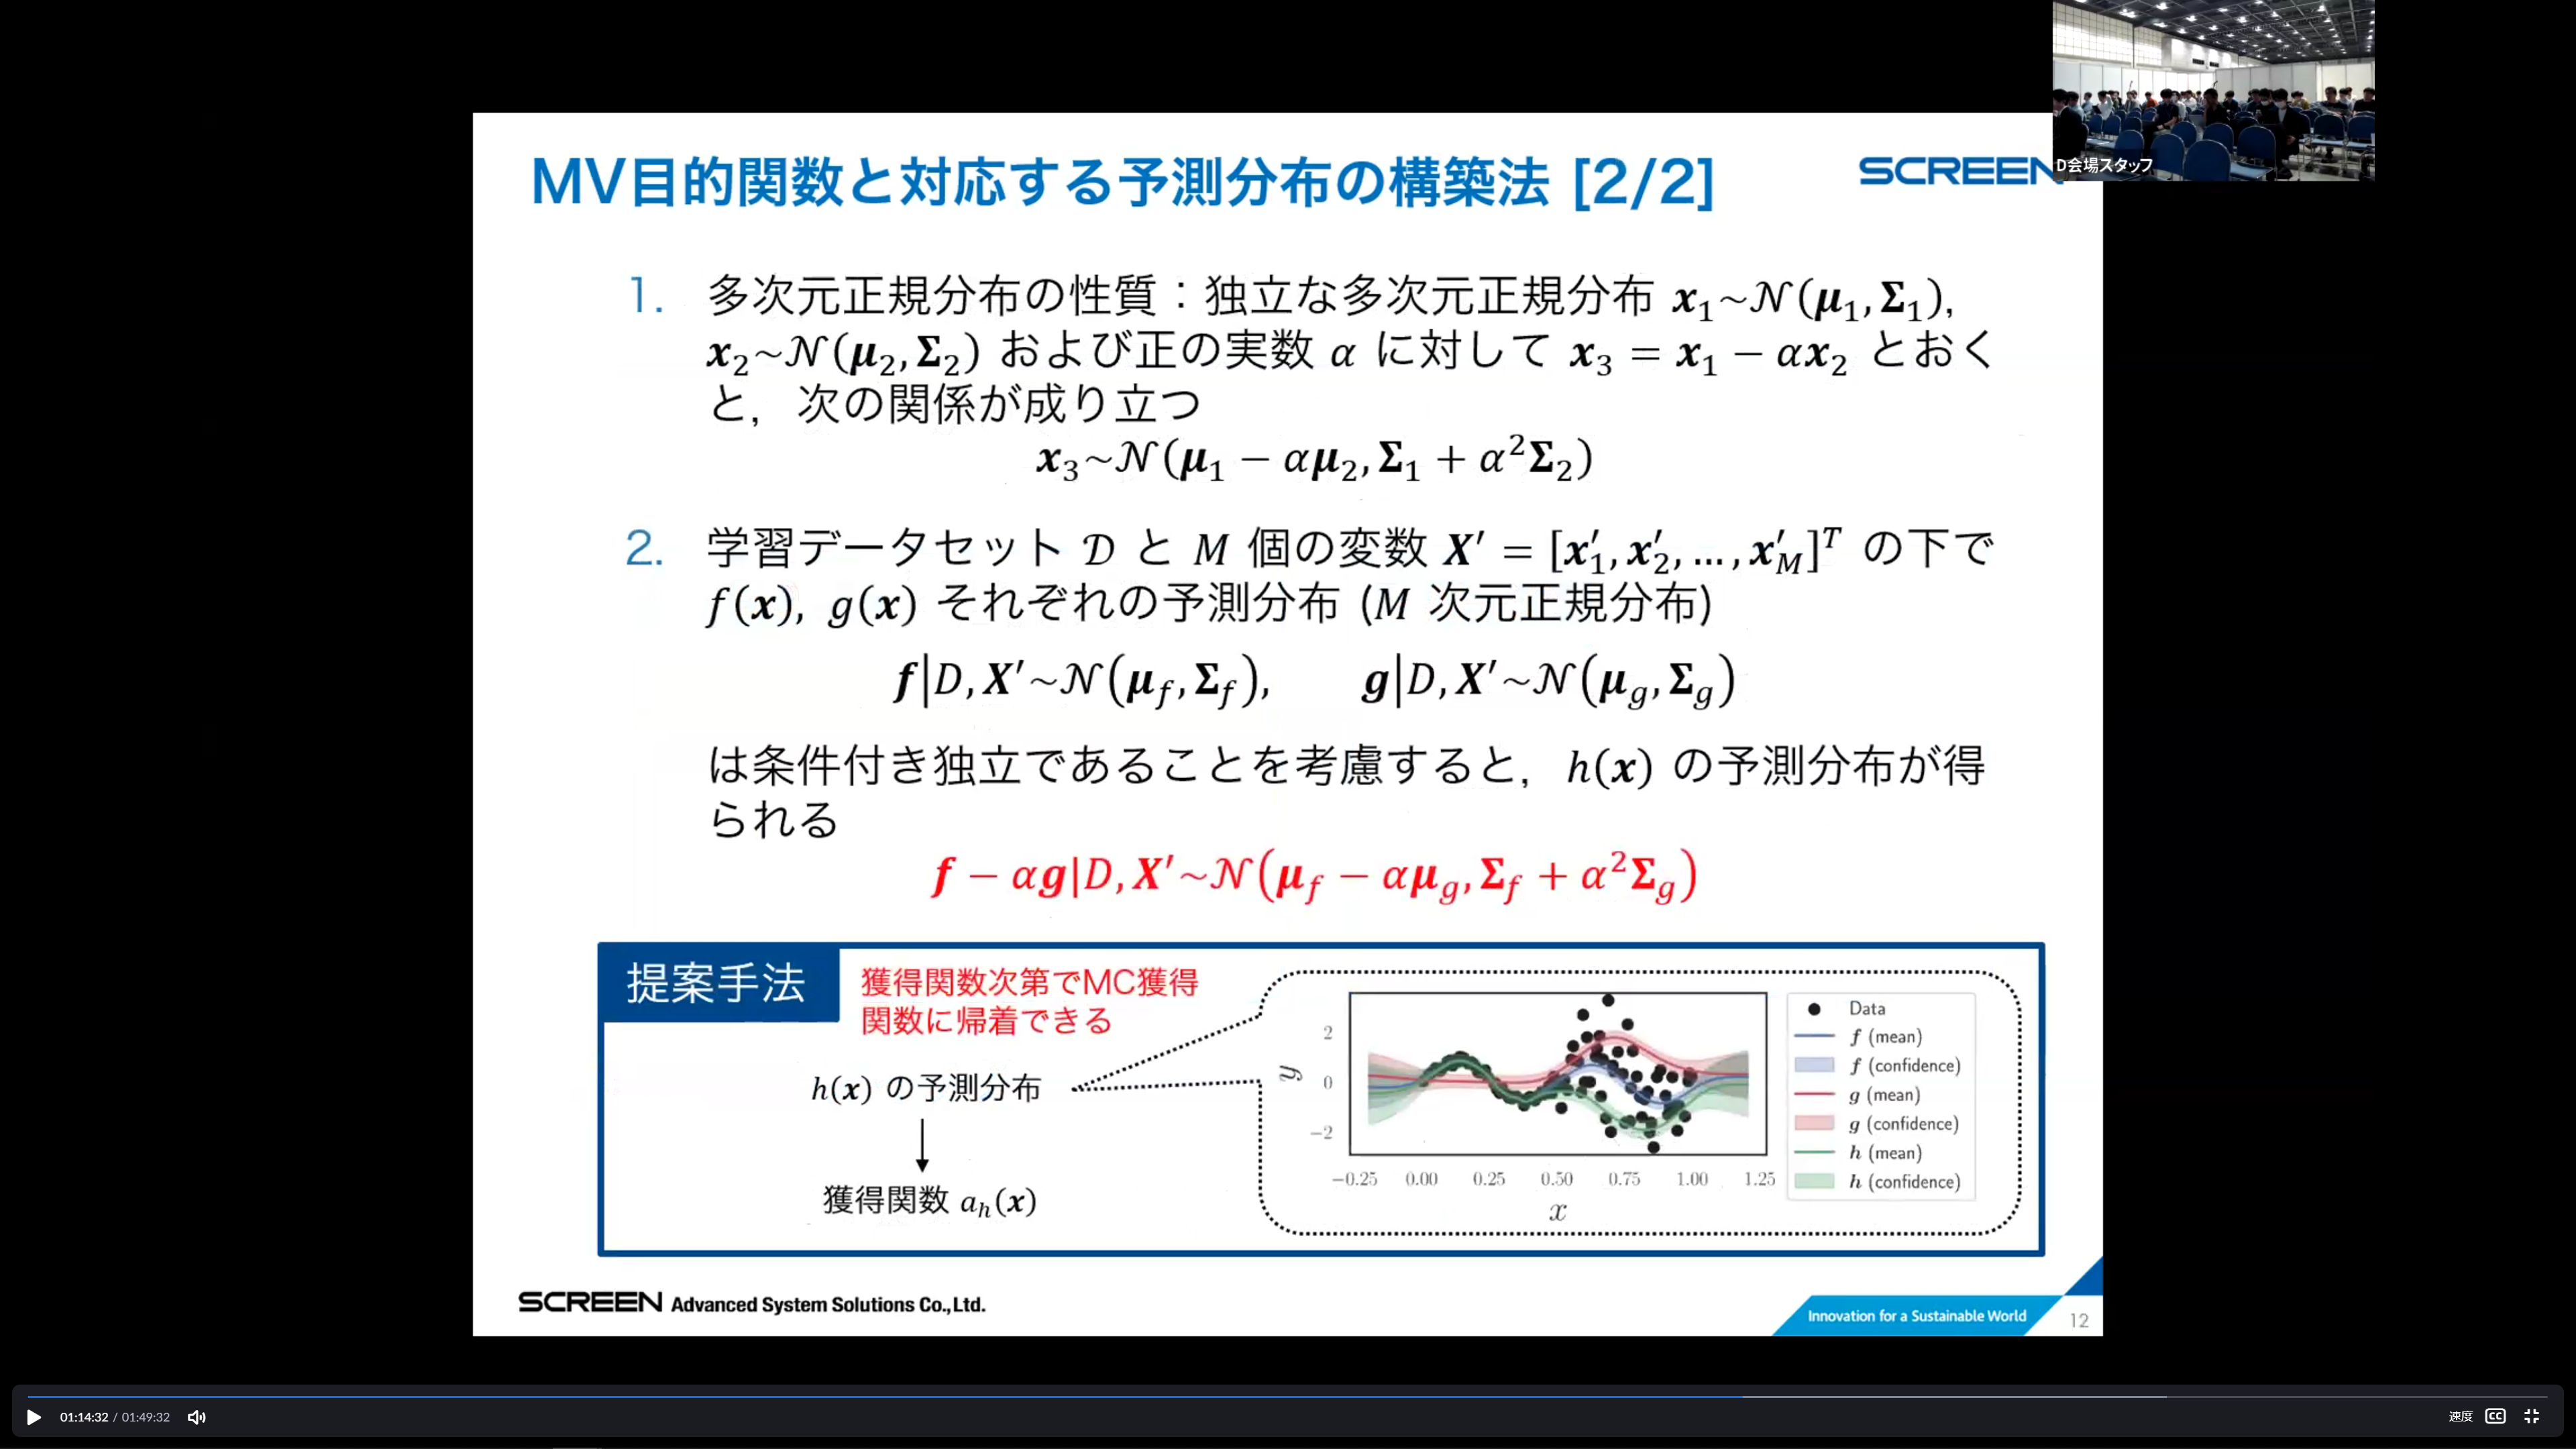 MV目的関数と対応する予測分布の構築法 [2/2]
SCREEN
D会場スタッフ
1. 多次元正規分布の性質：独立な多次元正規分布 𝒙₁~𝒩(𝝁₁, 𝚺₁),
𝒙₂~𝒩(𝝁₂, 𝚺₂) および正の実数 α に対して 𝒙₃ = 𝒙₁ − α𝒙₂ とおく
と，次の関係が成り立つ
𝒙₃~𝒩(𝝁₁ − α𝝁₂, 𝚺₁ + α²𝚺₂)
2. 学習データセット 𝒟 と M 個の変数 𝑿′ = [𝒙′₁, 𝒙′₂, … , 𝒙′_M]ᵀ の下で
f(𝒙), g(𝒙) それぞれの予測分布 (M 次元正規分布)
𝒇|D, 𝑿′~𝒩(𝝁_f, 𝚺_f), 𝒈|D, 𝑿′~𝒩(𝝁_g, 𝚺_g)
は条件付き独立であることを考慮すると，h(𝒙) の予測分布が得
られる
𝒇 − α𝒈|D, 𝑿′~𝒩(𝝁_f − α𝝁_g, 𝚺_f + α²𝚺_g)
提案手法
獲得関数次第でMC獲得
関数に帰着できる
h(𝒙) の予測分布
獲得関数 a_h(𝒙)
y
2
0
−2
−0.25 0.00 0.25 0.50 0.75 1.00 1.25
x
Data
f (mean)
f (confidence)
g (mean)
g (confidence)
h (mean)
h (confidence)
SCREEN Advanced System Solutions Co., Ltd.
Innovation for a Sustainable World
12
01:14:32 / 01:49:32
速度
CC